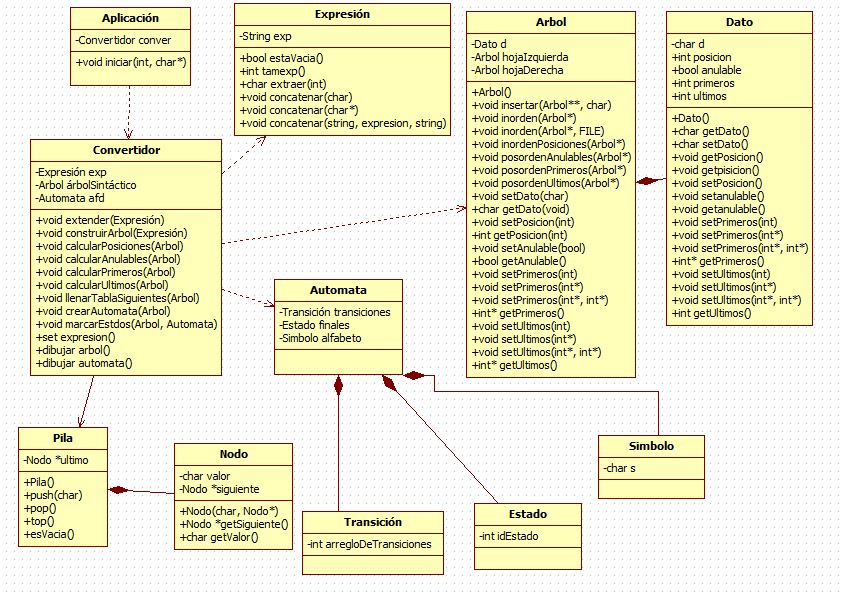 Aplicación
-Convertidor conver
+void iniciar(int, char*)
Expresión
-String exp
+bool estaVacia()
+int tamexp()
+char extraer(int)
+void concatenar(char)
+void concatenar(char*)
+void concatenar(string, expresion, string)
Arbol
-Dato d
-Arbol hojaIzquierda
-Arbol hojaDerecha
+Arbol()
+void insertar(Arbol**, char)
+void inorden(Arbol*)
+void inorden(Arbol*, FILE)
+void inordenPosiciones(Arbol*)
+void posordenAnulables(Arbol*)
+void posordenPrimeros(Arbol*)
+void posordenUltimos(Arbol*)
+void setDato(char)
+char getDato(void)
+void setPosicion(int)
+int getPosicion(int)
+void setAnulable(bool)
+bool getAnulable()
+void setPrimeros(int)
+void setPrimeros(int*)
+void setPrimeros(int*, int*)
+int* getPrimeros()
+void setUltimos(int)
+void setUltimos(int*)
+void setUltimos(int*, int*)
+int* getUltimos()
Dato
-char d
+int posicion
+bool anulable
+int primeros
+int ultimos
+Dato()
+char getDato()
+char setDato()
+void getPosicion()
+void getpisicion()
+void setPosicion()
+void setanulable()
+void getanulable()
+void setPrimeros(int)
+void setPrimeros(int*)
+void setPrimeros(int*, int*)
+int* getPrimeros()
+void setUltimos(int)
+void setUltimos(int*)
+void setUltimos(int*, int*)
+int getUltimos()
Convertidor
-Expresión exp
-Arbol árbolSintáctico
-Automata afd
+void extender(Expresión)
+void construirArbol(Expresión)
+void calcularPosiciones(Arbol)
+void calcularAnulables(Arbol)
+void calcularPrimeros(Arbol)
+void calcularUltimos(Arbol)
+void llenarTablaSiguientes(Arbol)
+void crearAutomata(Arbol)
+void marcarEstdos(Arbol, Automata)
+set expresion()
+dibujar arbol()
+dibujar automata()
Automata
-Transición transiciones
-Estado finales
-Simbolo alfabeto
Pila
-Nodo *ultimo
+Pila()
+push(char)
+pop()
+top()
+esVacia()
Nodo
-char valor
-Nodo *siguiente
+Nodo(char, Nodo*)
+Nodo *getSiguiente()
+char getValor()
Transición
-int arregloDeTransiciones
Estado
-int idEstado
Simbolo
-char s